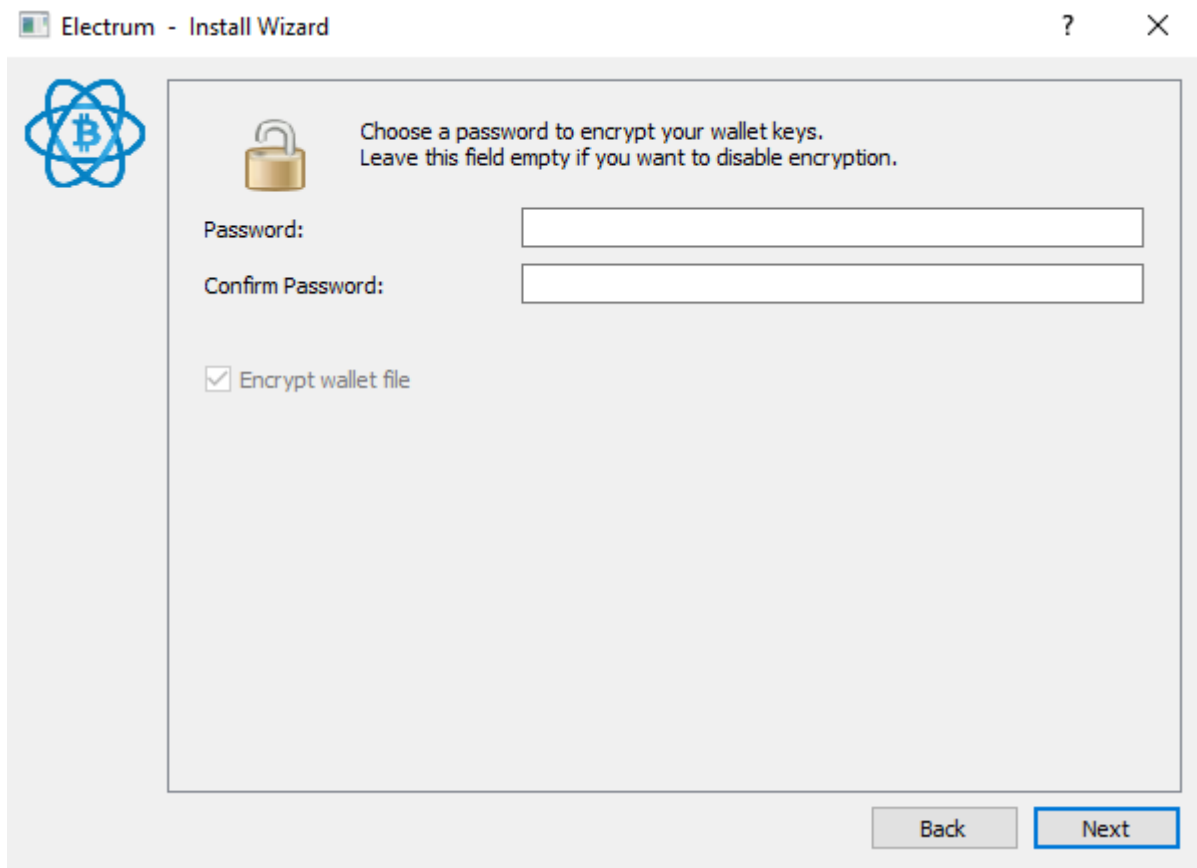 Electrum - Install Wizard
?
Choose a password to encrypt your wallet keys.
Leave this field empty if you want to disable encryption.
Password:
Confirm Password:
Encrypt wallet file
Back
Next